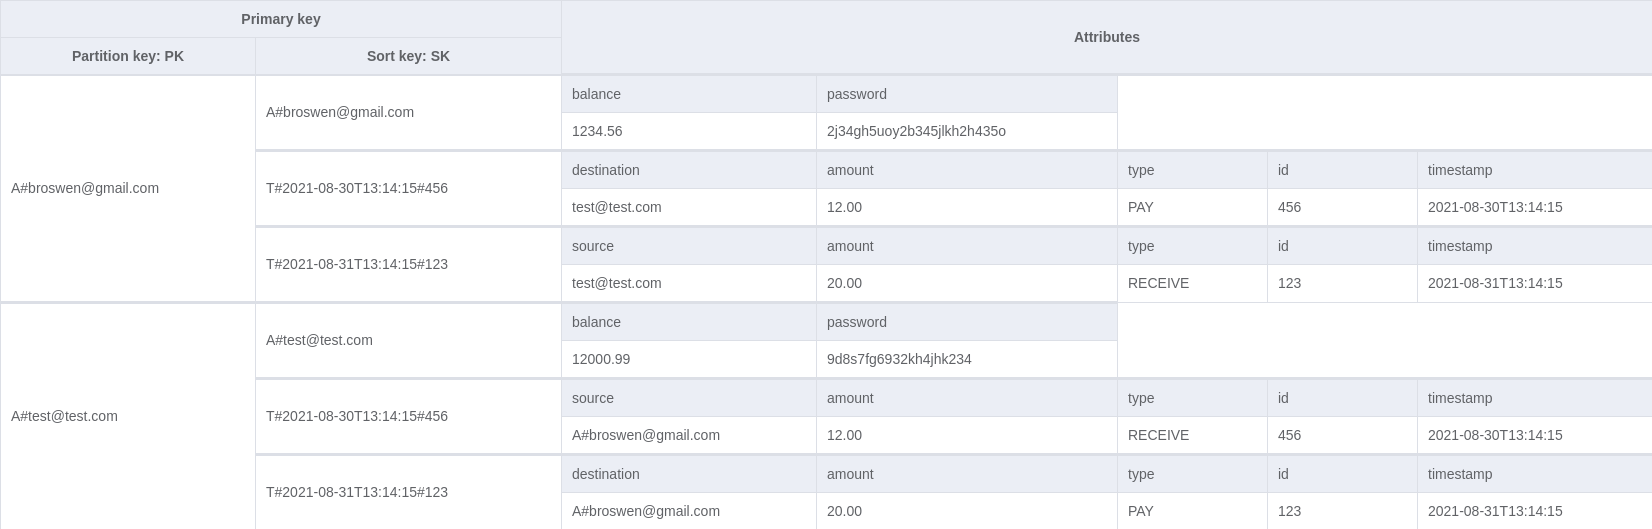 Primary key
Attributes
Partition key: PK Sort key: SK
balance password
A#broswen@gmail.com
1234.56 2j34gh5uoy2b345jlkh2h435o
destination amount type id timestamp
A#broswen@gmail.com T#2021-08-30T13:14:15#456
test@test.com 12.00 PAY 456 2021-08-30T13:14:15
source amount type id timestamp
T#2021-08-31T13:14:15#123
test@test.com 20.00 RECEIVE 123 2021-08-31T13:14:15
balance password
A#test@test.com
12000.99 9d8s7fg6932kh4jhk234
source amount type id timestamp
A#test@test.com T#2021-08-30T13:14:15#456
A#broswen@gmail.com 12.00 RECEIVE 456 2021-08-30T13:14:15
destination amount type id timestamp
T#2021-08-31T13:14:15#123
A#broswen@gmail.com 20.00 PAY 123 2021-08-31T13:14:15